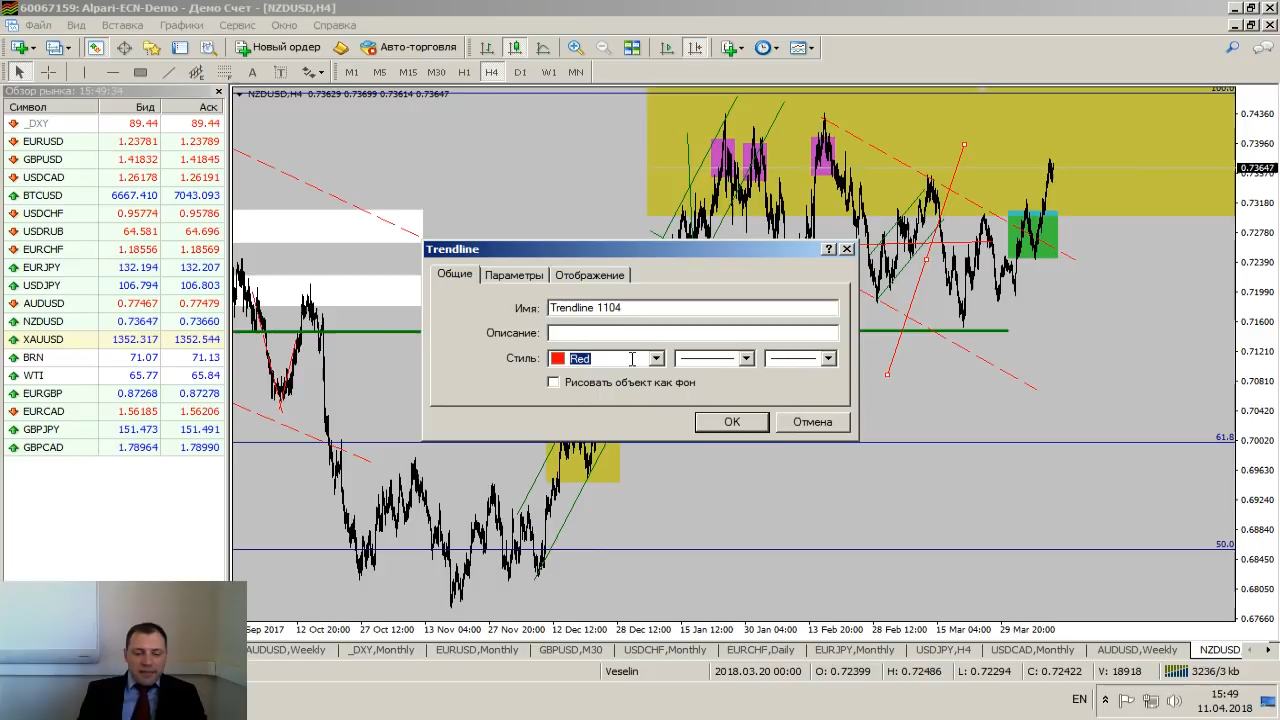 60067159: Alpari-ECN-Demo - Демо Счет - [NZDUSD,H4]
Файл Вид Вставка Графики Сервис Окно Справка
Новый ордер Авто-торговля
A T M1 M5 M15 M30 H1 H4 D1 W1 MN
Обзор рынка: 15:49:34
Символ Бид Аск
_DXY 89.44 89.44
EURUSD 1.23781 1.23789
GBPUSD 1.41832 1.41845
USDCAD 1.26178 1.26191
BTCUSD 6667.410 7043.093
USDCHF 0.95774 0.95786
USDRUB 64.581 64.696
EURCHF 1.18556 1.18569
EURJPY 132.194 132.207
USDJPY 106.794 106.803
AUDUSD 0.77467 0.77479
NZDUSD 0.73647 0.73660
XAUUSD 1352.317 1352.544
BRN 71.07 71.13
WTI 65.77 65.84
EURGBP 0.87268 0.87278
EURCAD 1.56185 1.56206
GBPJPY 151.473 151.491
GBPCAD 1.78964 1.78990
NZDUSD,H4 0.73629 0.73699 0.73614 0.73647
100.0
61.8
50.0
0.74360
0.73960
0.73647
0.73180
0.72780
0.72390
0.71990
0.71600
0.71210
0.70810
0.70420
0.70020
0.69630
0.69240
0.68840
0.68450
0.68050
0.67660
Trendline
Общие Параметры Отображение
Имя: Trendline 1104
Описание:
Стиль: Red
Рисовать объект как фон
OK Отмена
Sep 2017 12 Oct 20:00 27 Oct 12:00 13 Nov 04:00 27 Nov 20:00 12 Dec 12:00 28 Dec 12:00 15 Jan 12:00 30 Jan 04:00 13 Feb 20:00 28 Feb 12:00 15 Mar 04:00 29 Mar 20:00
AUDUSD,Weekly _DXY,Monthly EURUSD,Monthly GBPUSD,M30 USDCHF,Monthly EURCHF,Daily EURJPY,Monthly USDJPY,H4 USDCAD,Monthly AUDUSD,Weekly NZDUSD
Veselin 2018.03.20 00:00 O: 0.72399 H: 0.72486 L: 0.72294 C: 0.72422 V: 18918 3236/3 kb
EN 15:49
11.04.2018